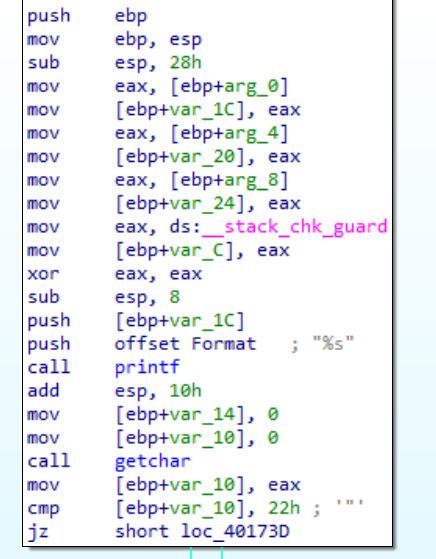 push ebp
mov ebp, esp
sub esp, 28h
mov eax, [ebp+arg_0]
mov [ebp+var_1C], eax
mov eax, [ebp+arg_4]
mov [ebp+var_20], eax
mov eax, [ebp+arg_8]
mov [ebp+var_24], eax
mov eax, ds:__stack_chk_guard
mov [ebp+var_C], eax
xor eax, eax
sub esp, 8
push [ebp+var_1C]
push offset Format ; "%s"
call printf
add esp, 10h
mov [ebp+var_14], 0
mov [ebp+var_10], 0
call getchar
mov [ebp+var_10], eax
cmp [ebp+var_10], 22h ; '"'
jz short loc_40173D